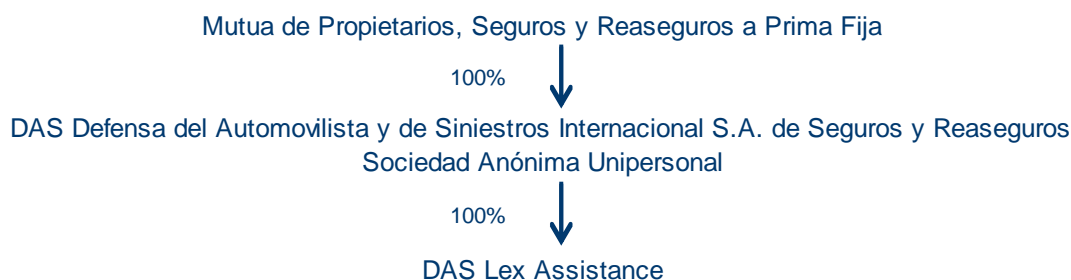 Mutua de Propietarios, Seguros y Reaseguros a Prima Fija
100%
DAS Defensa del Automovilista y de Siniestros Internacional S.A. de Seguros y Reaseguros
Sociedad Anónima Unipersonal
100%
DAS Lex Assistance